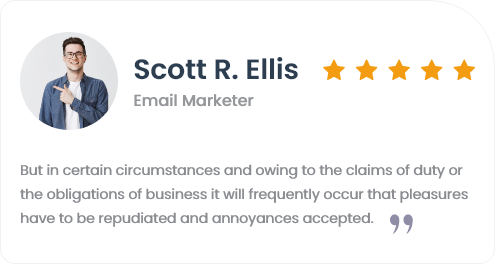 Scott R. Ellis
Email Marketer
But in certain circumstances and owing to the claims of duty or
the obligations of business it will frequently occur that pleasures
have to be repudiated and annoyances accepted. ”